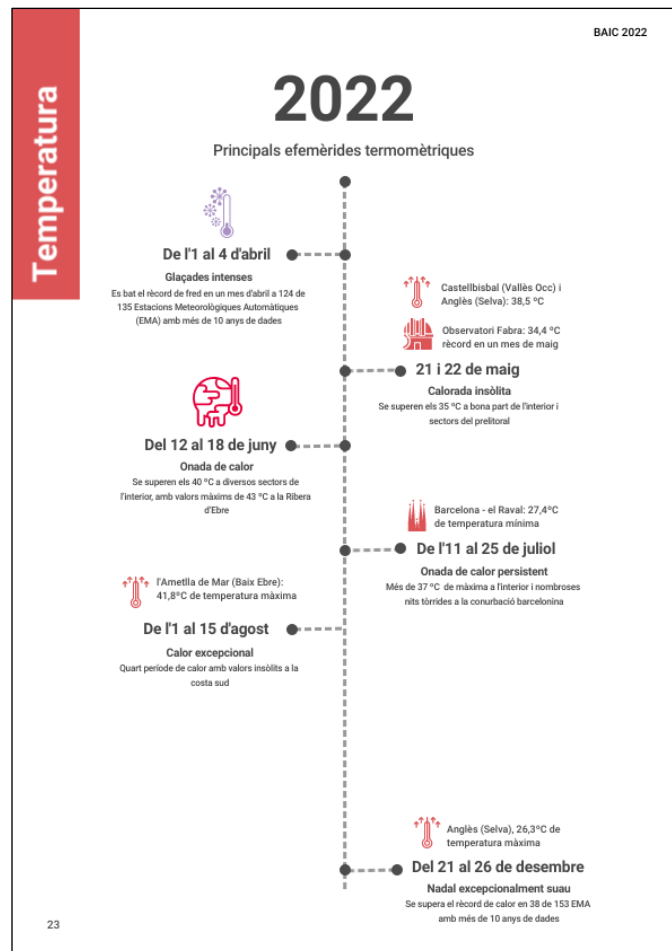 BAIC 2022
Temperatura
2022
Principals efemèrides termomètriques
De l'1 al 4 d'abril
Glaçades intenses
Es bat el rècord de fred en un mes d'abril a 124 de
135 Estacions Meteorològiques Automàtiques
(EMA) amb més de 10 anys de dades
Castellbisbal (Vallès Occ) i
Anglès (Selva): 38,5 ºC
Observatori Fabra: 34,4 ºC
rècord en un mes de maig
21 i 22 de maig
Calorada insòlita
Se superen els 35 ºC a bona part de l'interior i
sectors del prelitoral
Del 12 al 18 de juny
Onada de calor
Se superen els 40 ºC a diversos sectors de
l'interior, amb valors màxims de 43 ºC a la Ribera
d'Ebre
Barcelona - el Raval: 27,4ºC
de temperatura mínima
De l'11 al 25 de juliol
Onada de calor persistent
Més de 37 ºC de màxima a l'interior i nombroses
nits tòrrides a la conurbació barcelonina
l'Ametlla de Mar (Baix Ebre):
41,8ºC de temperatura màxima
De l'1 al 15 d'agost
Calor excepcional
Quart període de calor amb valors insòlits a la
costa sud
Anglès (Selva), 26,3ºC de
temperatura màxima
Del 21 al 26 de desembre
Nadal excepcionalment suau
Se supera el rècord de calor en 38 de 153 EMA
amb més de 10 anys de dades
23